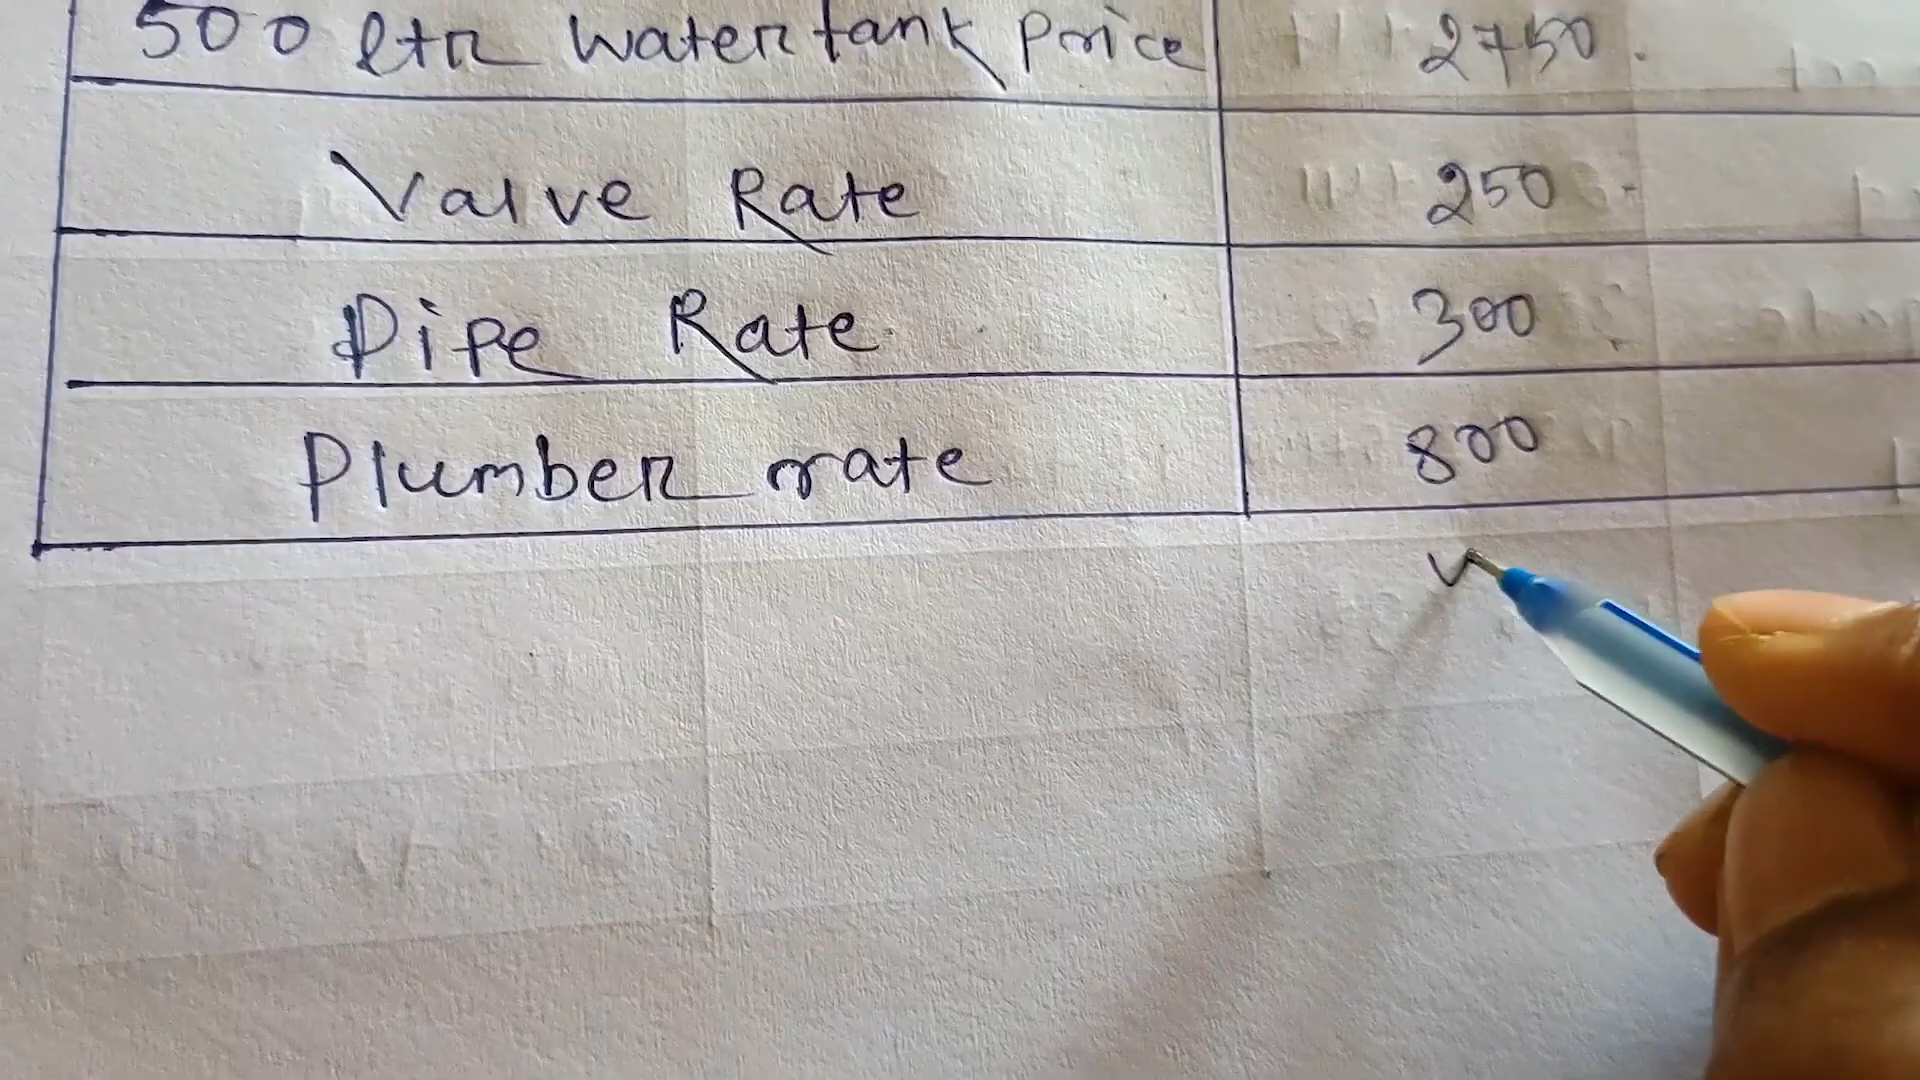 500 ltr water tank price 2750.
Valve Rate 250
Pipe Rate 300
Plumber rate 800